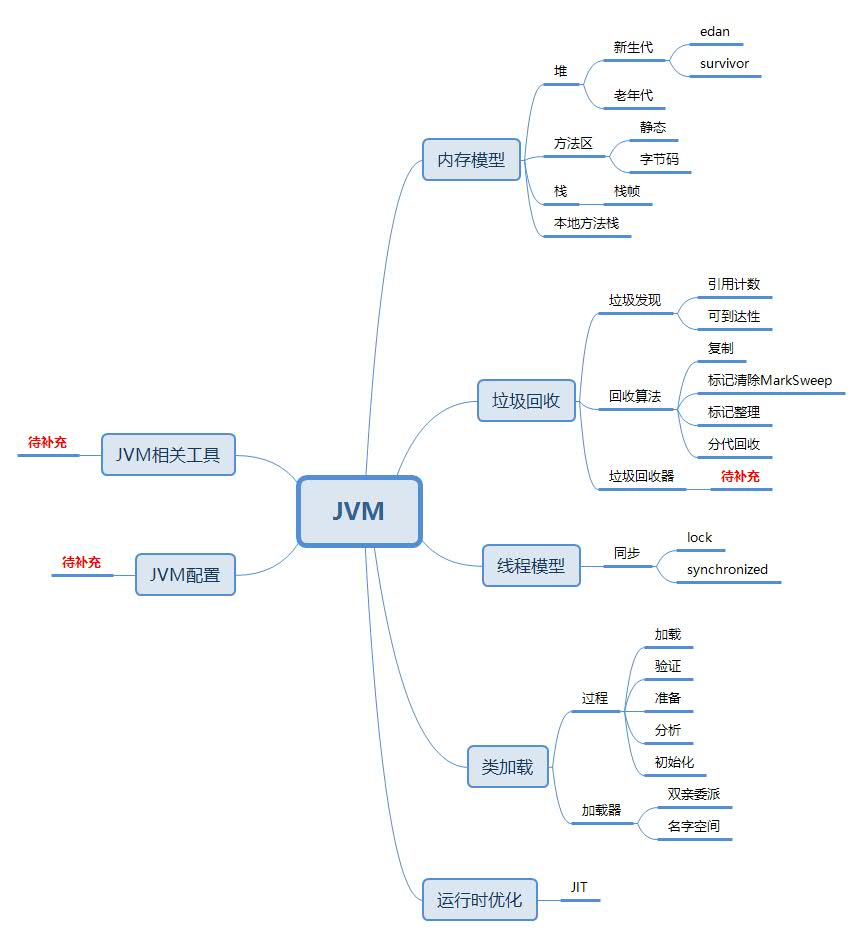 JVM
内存模型
堆
新生代
edan
survivor
老年代
方法区
静态
字节码
栈
栈帧
本地方法栈
垃圾回收
垃圾发现
引用计数
可到达性
回收算法
复制
标记清除MarkSweep
标记整理
分代回收
垃圾回收器
待补充
线程模型
同步
lock
synchronized
类加载
过程
加载
验证
准备
分析
初始化
加载器
双亲委派
名字空间
运行时优化
JIT
JVM相关工具
待补充
JVM配置
待补充